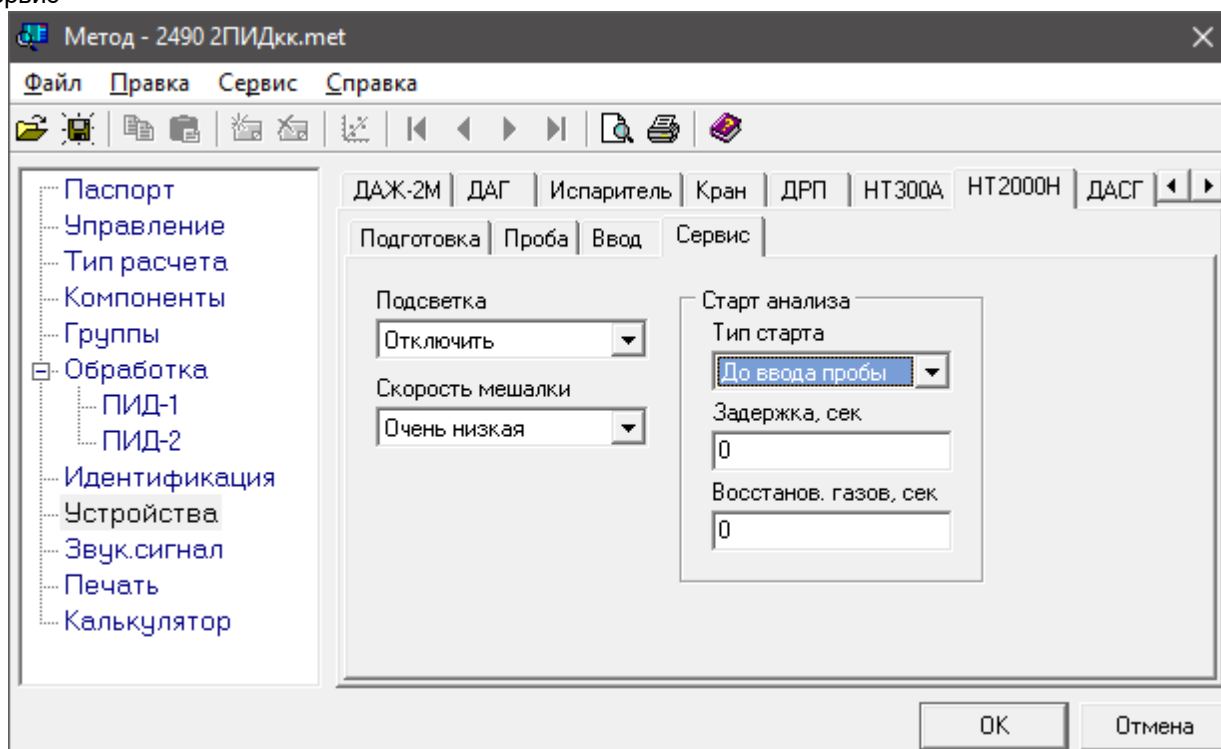 Метод - 2490 2ПИДкк.met
Файл Правка Сервис Справка
Паспорт
Управление
Тип расчета
Компоненты
Группы
Обработка
ПИД-1
ПИД-2
Идентификация
Устройства
Звук.сигнал
Печать
Калькулятор
ДАЖ-2М ДАГ Испаритель Кран ДРП НТ300А НТ2000Н ДАСГ
Подготовка Проба Ввод Сервис
Подсветка
Отключить
Скорость мешалки
Очень низкая
Старт анализа
Тип старта
До ввода пробы
Задержка, сек
0
Восстанов. газов, сек
0
OK Отмена